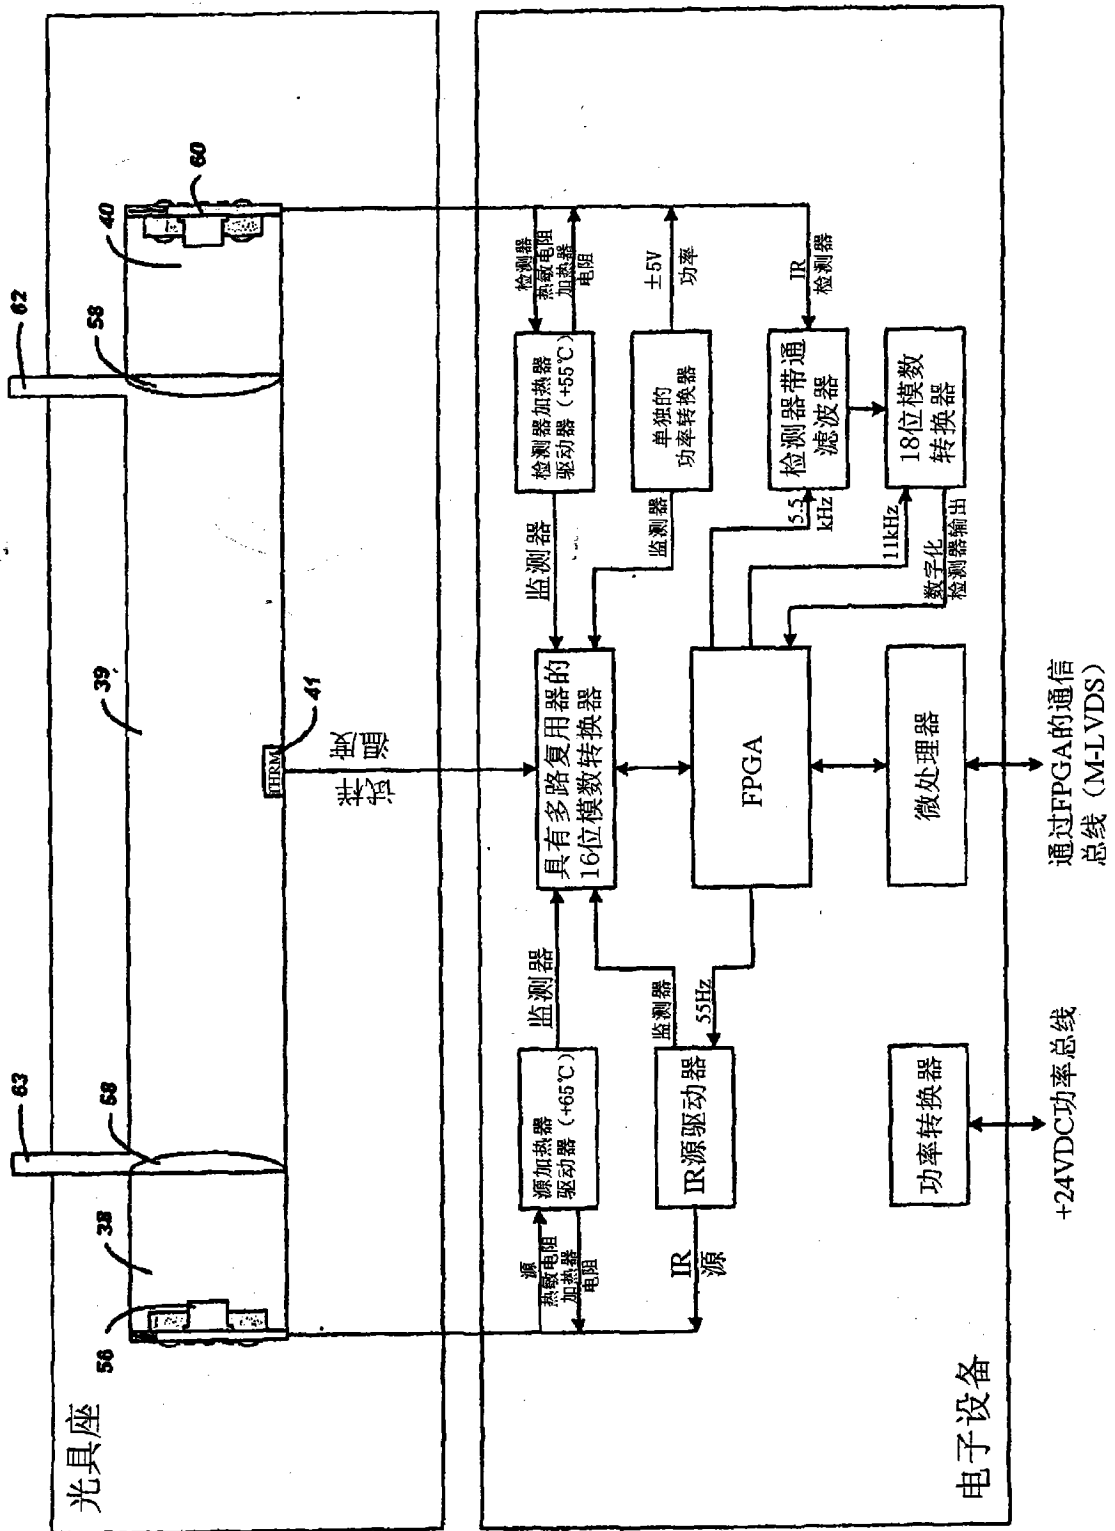 光具座
56
38
58
63
39
THRM
41
62
58
40
60
试样
温度
电子设备
源
热敏电阻
加热器
电阻
源加热器
驱动器（+65℃）
监测器
具有多路复用器的
16位模数转换器
监测器
检测器加热器
驱动器（+55℃）
检测器
热敏电阻
加热器
电阻
IR
源
IR源驱动器
监测器
55Hz
监测器
单独的
功率转换器
±5V
功率
FPGA
5.5
kHz
检测器带通
滤波器
IR
检测器
11kHz
数字化
检测器输出
18位模数
转换器
功率转换器
微处理器
+24VDC功率总线
通过FPGA的通信
总线（M-LVDS）